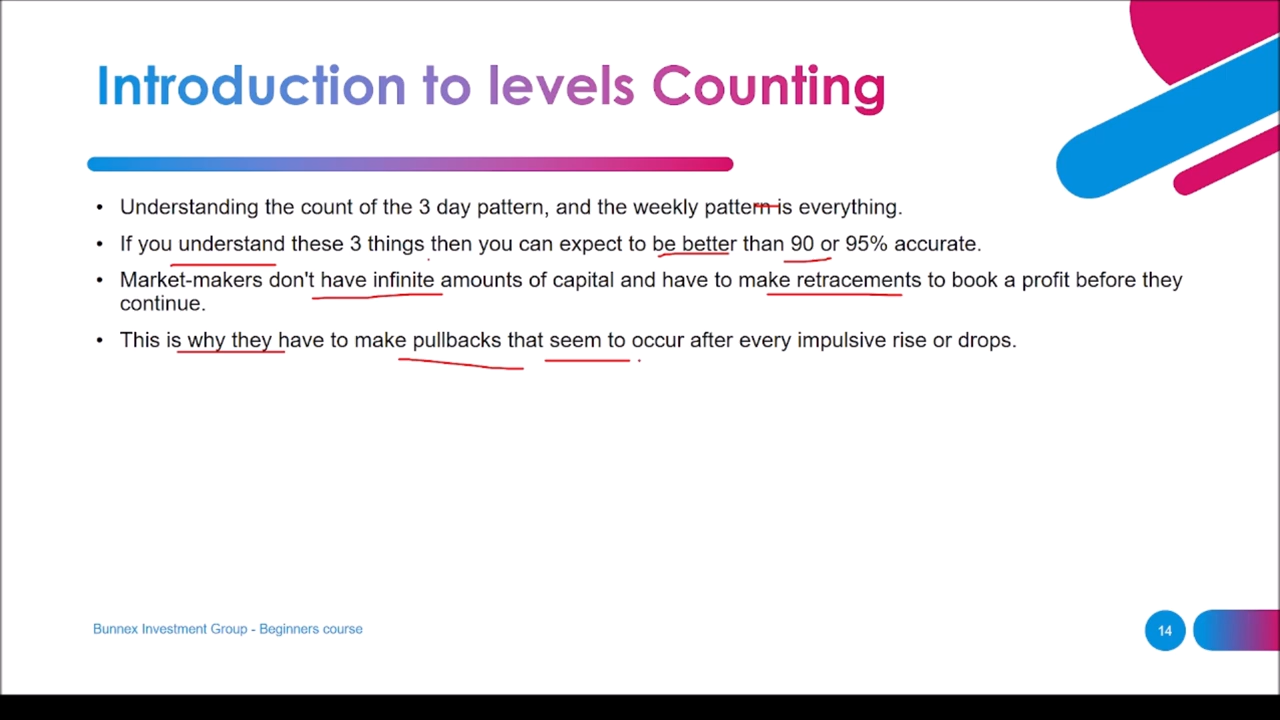 Introduction to levels Counting
• Understanding the count of the 3 day pattern, and the weekly pattern is everything.
• If you understand these 3 things then you can expect to be better than 90 or 95% accurate.
• Market-makers don't have infinite amounts of capital and have to make retracements to book a profit before they
continue.
• This is why they have to make pullbacks that seem to occur after every impulsive rise or drops.
Bunnex Investment Group - Beginners course
14